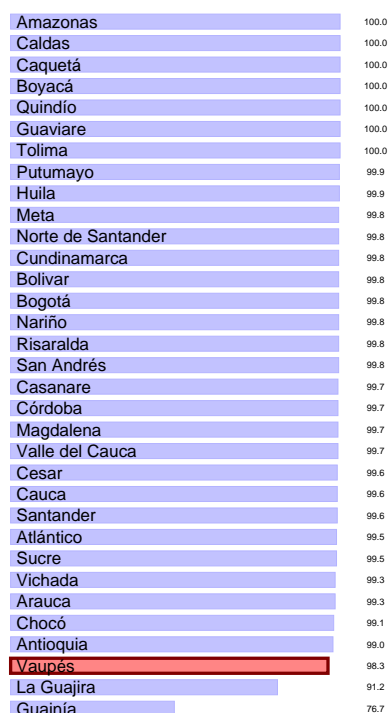 Amazonas 100.0
Caldas 100.0
Caquetá 100.0
Boyacá 100.0
Quindío 100.0
Guaviare 100.0
Tolima 100.0
Putumayo 99.9
Huila 99.9
Meta 99.8
Norte de Santander 99.8
Cundinamarca 99.8
Bolivar 99.8
Bogotá 99.8
Nariño 99.8
Risaralda 99.8
San Andrés 99.8
Casanare 99.7
Córdoba 99.7
Magdalena 99.7
Valle del Cauca 99.7
Cesar 99.6
Cauca 99.6
Santander 99.6
Atlántico 99.5
Sucre 99.5
Vichada 99.3
Arauca 99.3
Chocó 99.1
Antioquia 99.0
Vaupés 98.3
La Guajira 91.2
Guainía 76.7